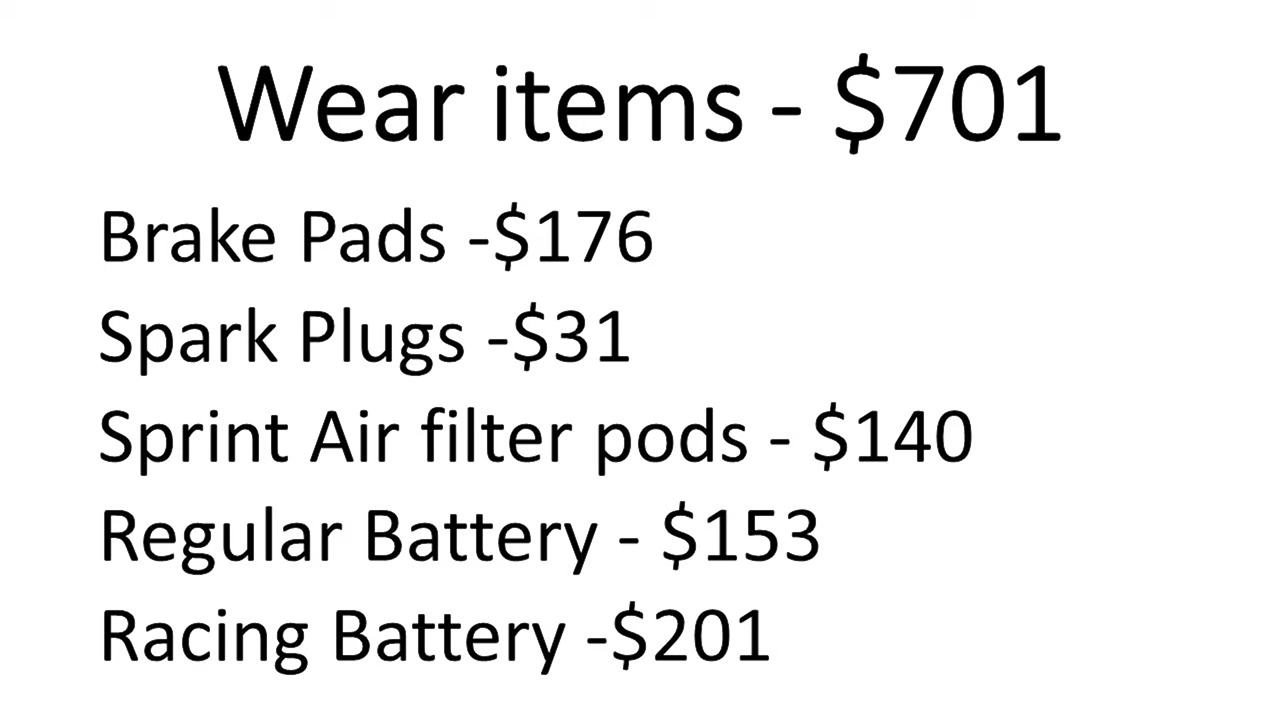 Wear items - $701
Brake Pads -$176
Spark Plugs -$31
Sprint Air filter pods - $140
Regular Battery - $153
Racing Battery -$201